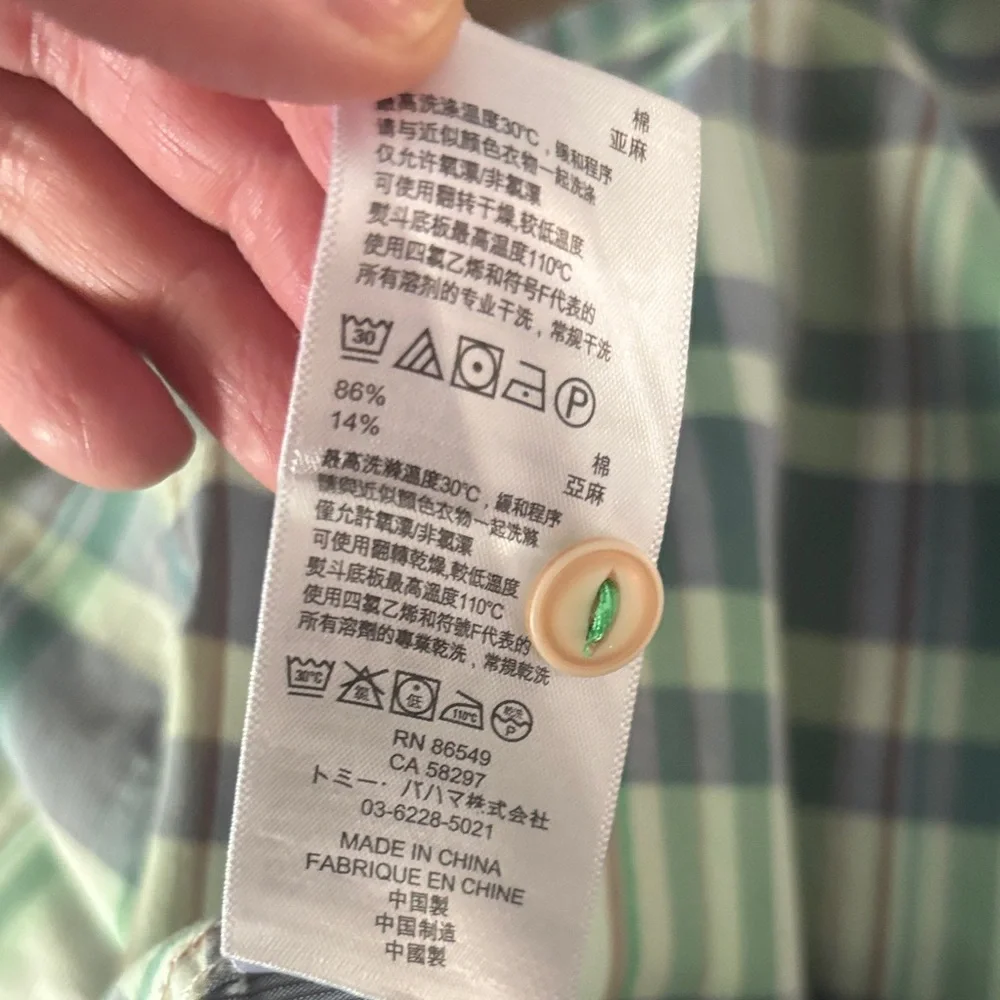 棉
亚麻
最高洗涤温度30℃，缓和程序
请与近似颜色衣物一起洗涤
仅允许氧漂/非氯漂
可使用翻转干燥,较低温度
熨斗底板最高温度110℃
使用四氯乙烯和符号F代表的
所有溶剂的专业干洗，常规干洗
30 P
86%
14%
棉
亞麻
最高洗滌溫度30℃，緩和程序
請與近似顏色衣物一起洗滌
僅允許氧漂/非氯漂
可使用翻轉乾燥,較低溫度
熨斗底板最高溫度110℃
使用四氯乙烯和符號F代表的
所有溶劑的專業乾洗，常規乾洗
30℃ 低 110℃ P
RN 86549
CA 58297
トミー・バハマ株式会社
03-6228-5021
MADE IN CHINA
FABRIQUE EN CHINE
中国製
中国制造
中國製